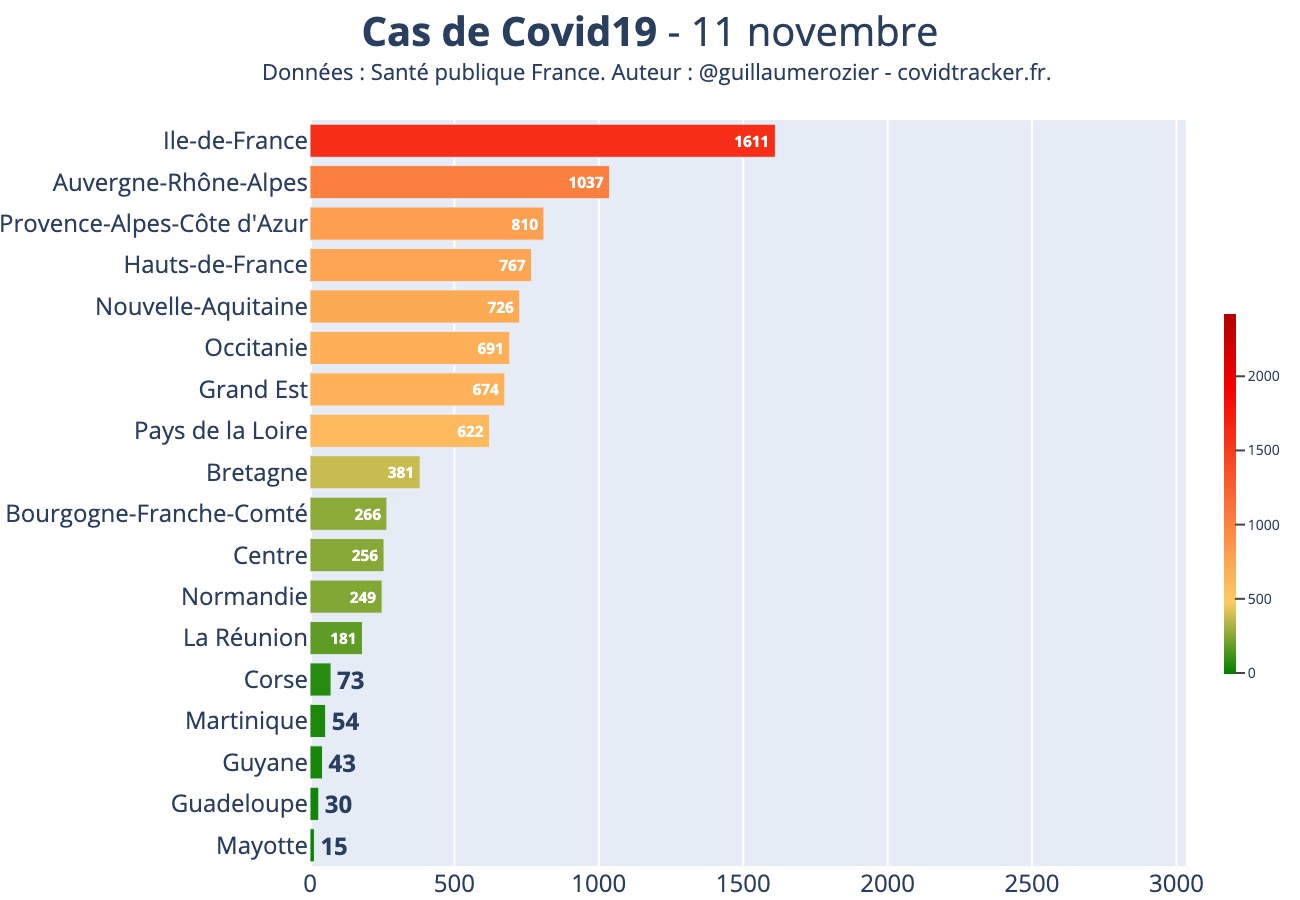 Cas de Covid19 - 11 novembre
Données : Santé publique France. Auteur : @guillaumerozier - covidtracker.fr.
Ile-de-France 1611
Auvergne-Rhône-Alpes 1037
Provence-Alpes-Côte d'Azur 810
Hauts-de-France 767
Nouvelle-Aquitaine 726
Occitanie 691
Grand Est 674
Pays de la Loire 622
Bretagne 381
Bourgogne-Franche-Comté 266
Centre 256
Normandie 249
La Réunion 181
Corse 73
Martinique 54
Guyane 43
Guadeloupe 30
Mayotte 15
0 500 1000 1500 2000 2500 3000
2000
1500
1000
500
0